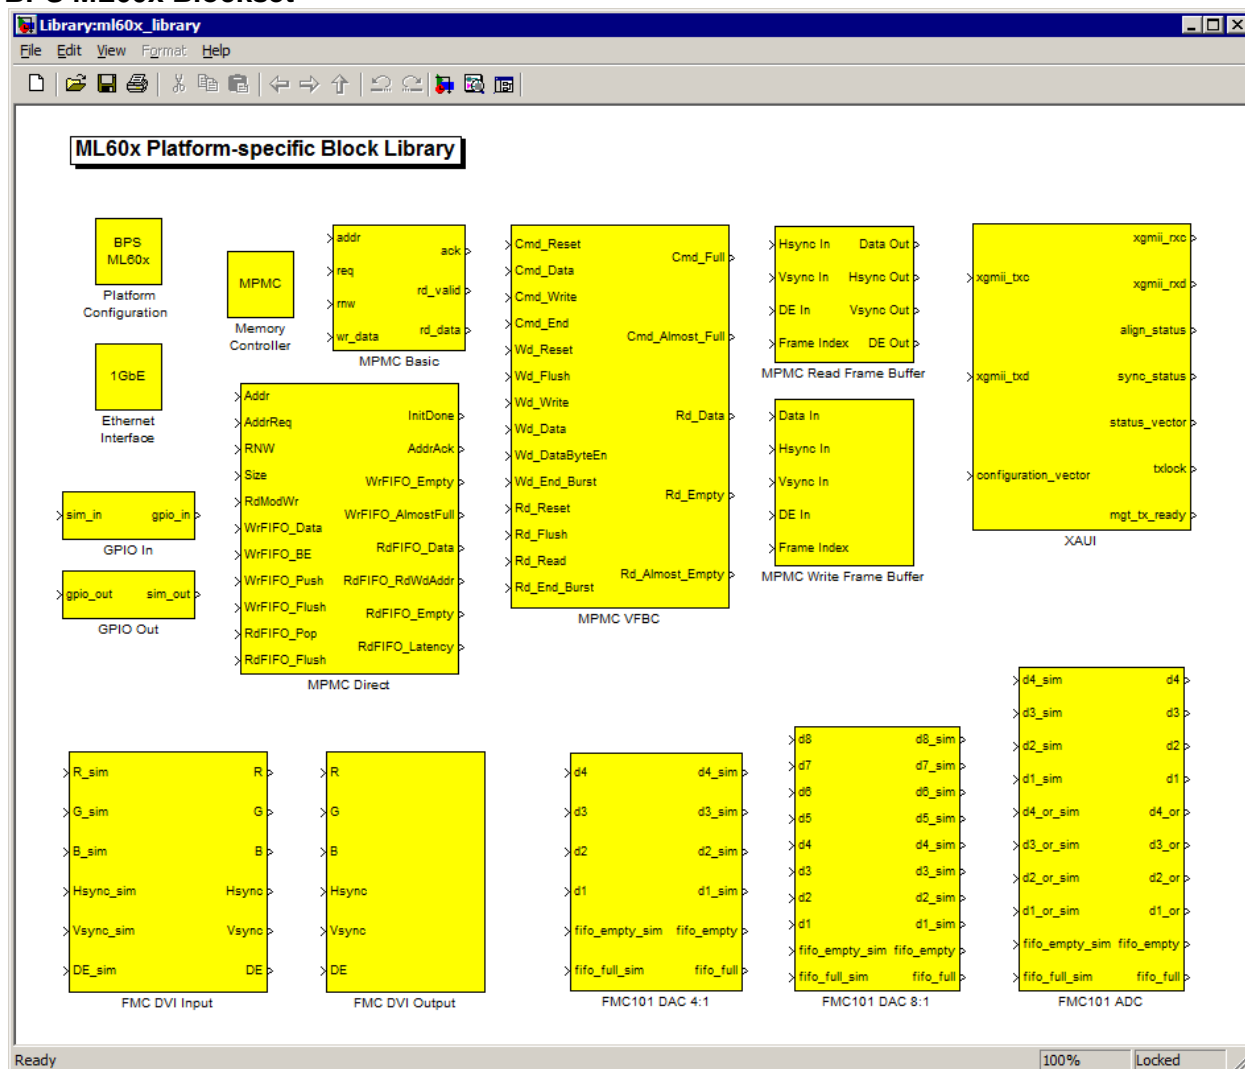 BPS ML60x Blockset
Library:ml60x_library
File Edit View Format Help
ML60x Platform-specific Block Library
BPS
ML60x
Platform
Configuration
MPMC
Memory
Controller
addr
req
rnw
wr_data
ack
rd_valid
rd_data
MPMC Basic
Cmd_Reset
Cmd_Data
Cmd_Write
Cmd_End
Wd_Reset
Wd_Flush
Wd_Write
Wd_Data
Wd_DataByteEn
Wd_End_Burst
Rd_Reset
Rd_Flush
Rd_Read
Rd_End_Burst
Cmd_Full
Cmd_Almost_Full
Rd_Data
Rd_Empty
Rd_Almost_Empty
MPMC VFBC
Hsync In Data Out
Vsync In Hsync Out
DE In Vsync Out
Frame Index DE Out
MPMC Read Frame Buffer
xgmii_txc
xgmii_txd
configuration_vector
xgmii_rxc
xgmii_rxd
align_status
sync_status
status_vector
txlock
mgt_tx_ready
XAUI
1GbE
Ethernet
Interface
Addr
AddrReq
RNW
Size
RdModWr
WrFIFO_Data
WrFIFO_BE
WrFIFO_Push
WrFIFO_Flush
RdFIFO_Pop
RdFIFO_Flush
InitDone
AddrAck
WrFIFO_Empty
WrFIFO_AlmostFull
RdFIFO_Data
RdFIFO_RdWdAddr
RdFIFO_Empty
RdFIFO_Latency
MPMC Direct
Data In
Hsync In
Vsync In
DE In
Frame Index
MPMC Write Frame Buffer
sim_in gpio_in
GPIO In
gpio_out sim_out
GPIO Out
R_sim R
G_sim G
B_sim B
Hsync_sim Hsync
Vsync_sim Vsync
DE_sim DE
FMC DVI Input
R
G
B
Hsync
Vsync
DE
FMC DVI Output
d4 d4_sim
d3 d3_sim
d2 d2_sim
d1 d1_sim
fifo_empty_sim fifo_empty
fifo_full_sim fifo_full
FMC101 DAC 4:1
d8 d8_sim
d7 d7_sim
d6 d6_sim
d5 d5_sim
d4 d4_sim
d3 d3_sim
d2 d2_sim
d1 d1_sim
fifo_empty_sim fifo_empty
fifo_full_sim fifo_full
FMC101 DAC 8:1
d4_sim d4
d3_sim d3
d2_sim d2
d1_sim d1
d4_or_sim d4_or
d3_or_sim d3_or
d2_or_sim d2_or
d1_or_sim d1_or
fifo_empty_sim fifo_empty
fifo_full_sim fifo_full
FMC101 ADC
Ready 100% Locked